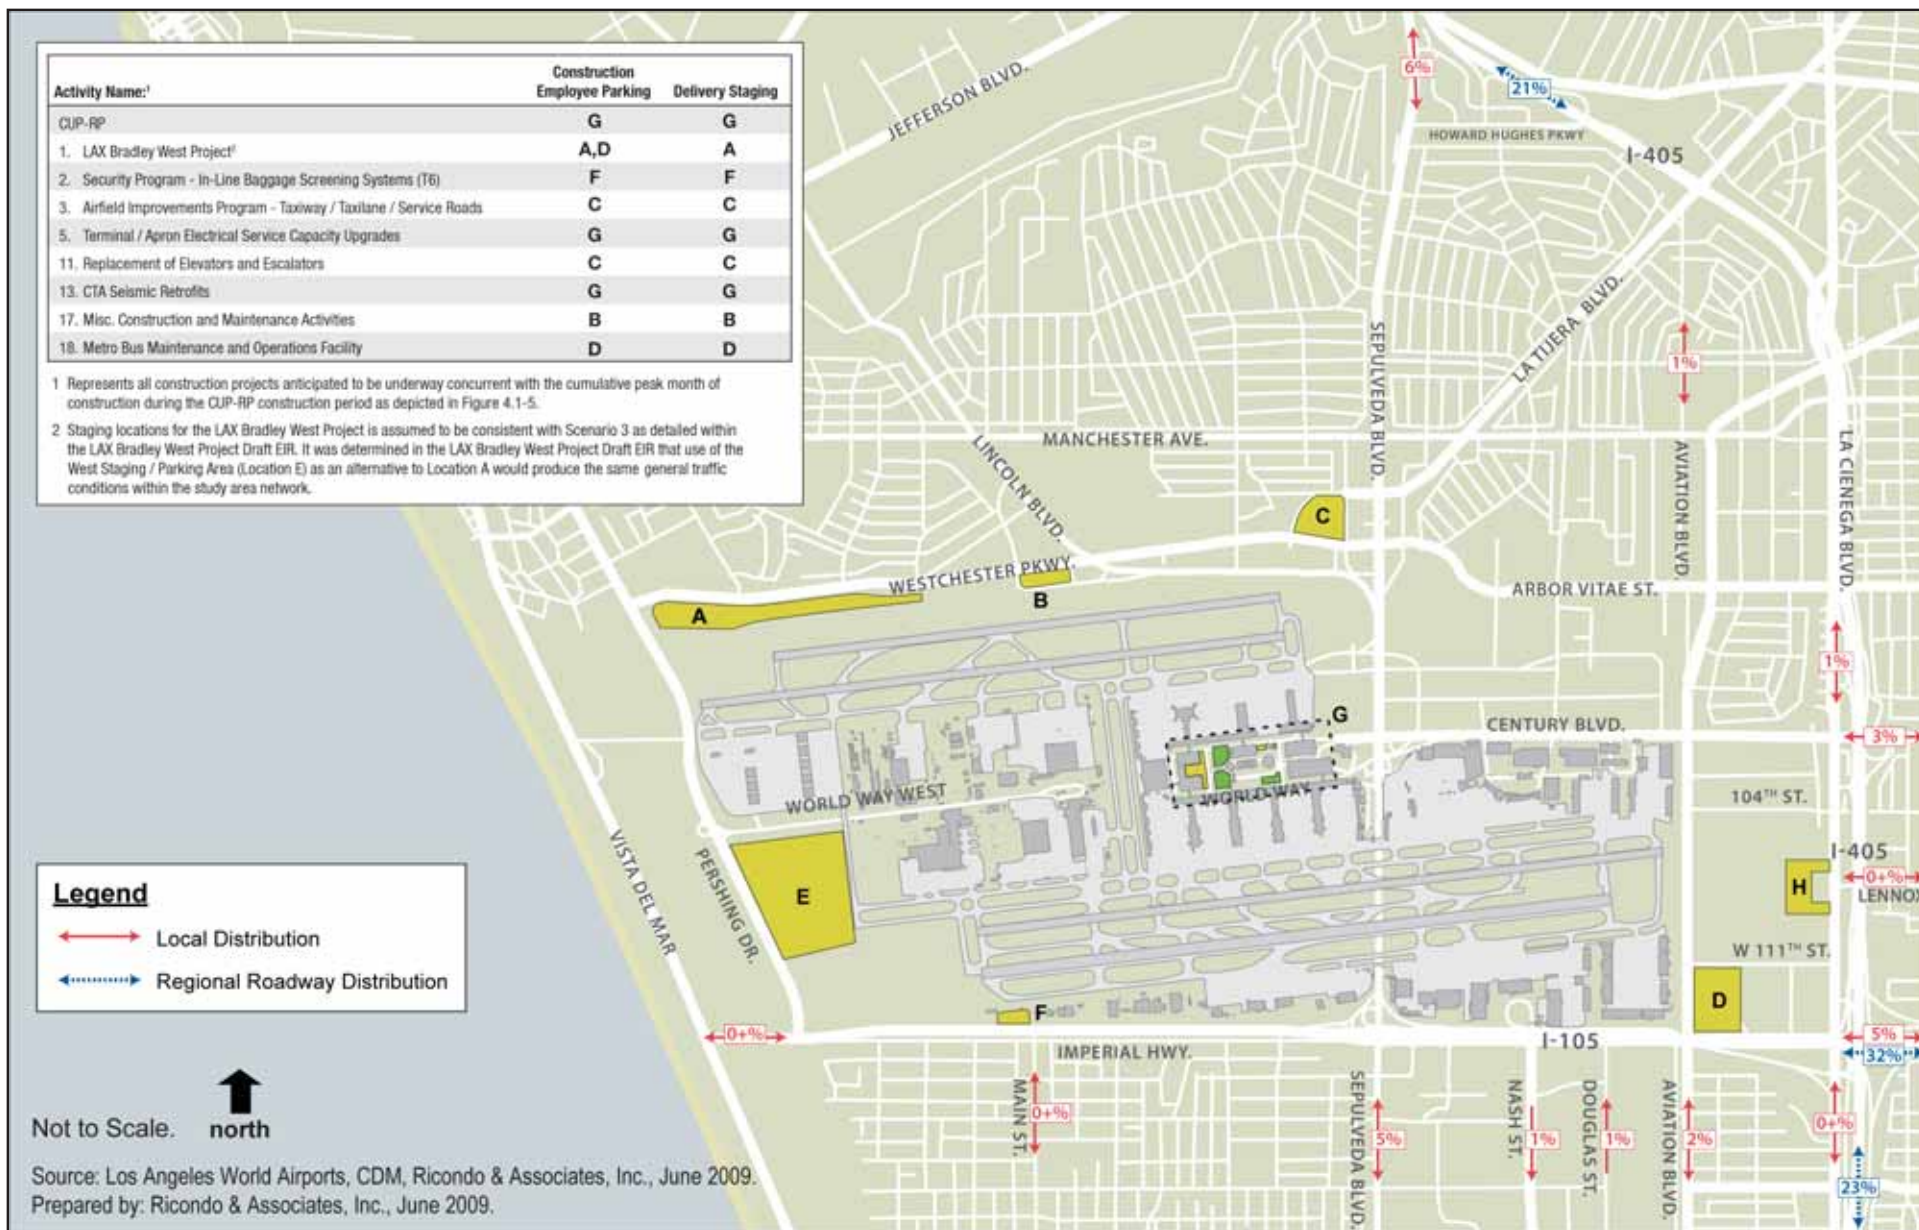 Construction
Activity Name:¹ Employee Parking Delivery Staging
CUP-RP G G
1. LAX Bradley West Project² A,D A
2. Security Program - In-Line Baggage Screening Systems (T6) F F
3. Airfield Improvements Program - Taxiway / Taxilane / Service Roads C C
5. Terminal / Apron Electrical Service Capacity Upgrades G G
11. Replacement of Elevators and Escalators C C
13. CTA Seismic Retrofits G G
17. Misc. Construction and Maintenance Activities B B
18. Metro Bus Maintenance and Operations Facility D D
1 Represents all construction projects anticipated to be underway concurrent with the cumulative peak month of
construction during the CUP-RP construction period as depicted in Figure 4.1-5.
2 Staging locations for the LAX Bradley West Project is assumed to be consistent with Scenario 3 as detailed within
the LAX Bradley West Project Draft EIR. It was determined in the LAX Bradley West Project Draft EIR that use of the
West Staging / Parking Area (Location E) as an alternative to Location A would produce the same general traffic
conditions within the study area network.
JEFFERSON BLVD.
6%
21%
HOWARD HUGHES PKWY
I-405
SEPULVEDA BLVD.
LA TIJERA BLVD.
1%
MANCHESTER AVE.
LINCOLN BLVD.
AVIATION BLVD.
LA CIENEGA BLVD.
C
WESTCHESTER PKWY.
ARBOR VITAE ST.
A
B
1%
G
CENTURY BLVD.
3%
WORLD WAY WEST
WORLD WAY
104TH ST.
I-405
0+%
LENNOX
H
E
VISTA DEL MAR
PERSHING DR.
W 111TH ST.
D
F
0+%
IMPERIAL HWY.
I-105
5%
32%
MAIN ST.
0+%
SEPULVEDA BLVD.
5%
NASH ST.
1%
DOUGLAS ST.
1%
AVIATION BLVD.
2%
0+%
23%
Legend
Local Distribution
Regional Roadway Distribution
Not to Scale. north
Source: Los Angeles World Airports, CDM, Ricondo & Associates, Inc., June 2009.
Prepared by: Ricondo & Associates, Inc., June 2009.